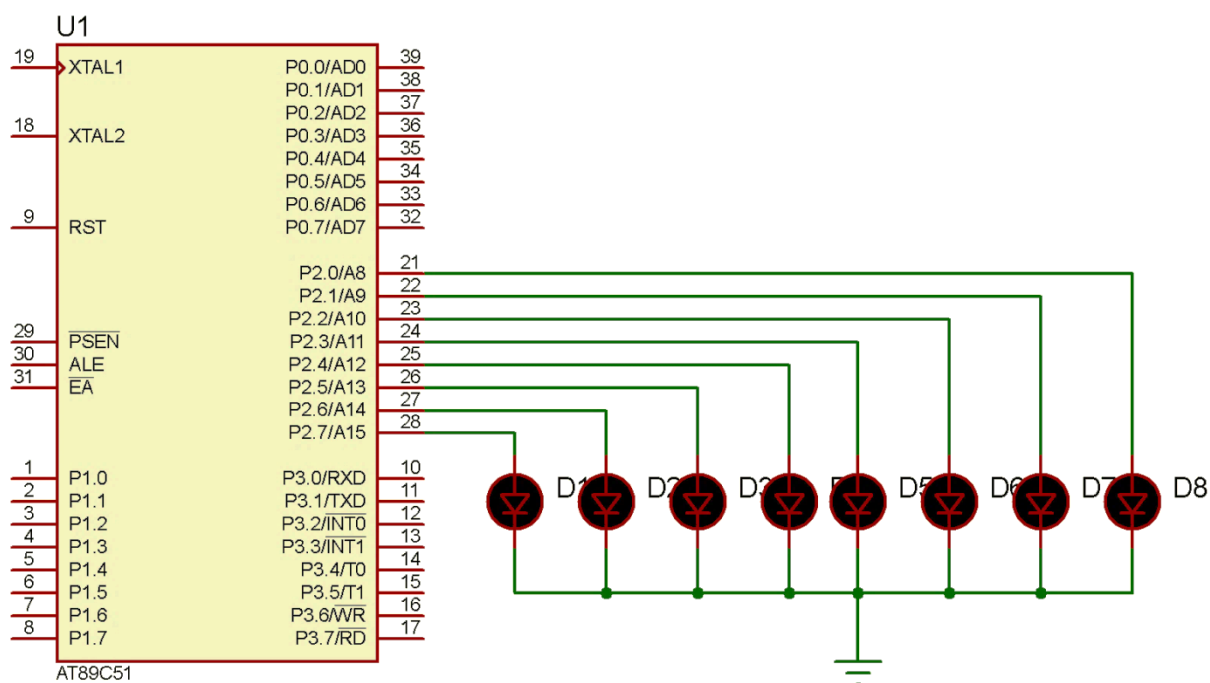 U1
19 XTAL1
18 XTAL2
9 RST
29 PSEN
30 ALE
31 EA
1 P1.0
2 P1.1
3 P1.2
4 P1.3
5 P1.4
6 P1.5
7 P1.6
8 P1.7
P0.0/AD0 39
P0.1/AD1 38
P0.2/AD2 37
P0.3/AD3 36
P0.4/AD4 35
P0.5/AD5 34
P0.6/AD6 33
P0.7/AD7 32
P2.0/A8 21
P2.1/A9 22
P2.2/A10 23
P2.3/A11 24
P2.4/A12 25
P2.5/A13 26
P2.6/A14 27
P2.7/A15 28
P3.0/RXD 10
P3.1/TXD 11
P3.2/INT0 12
P3.3/INT1 13
P3.4/T0 14
P3.5/T1 15
P3.6/WR 16
P3.7/RD 17
AT89C51
D1 D2 D3 D5 D6 D7 D8